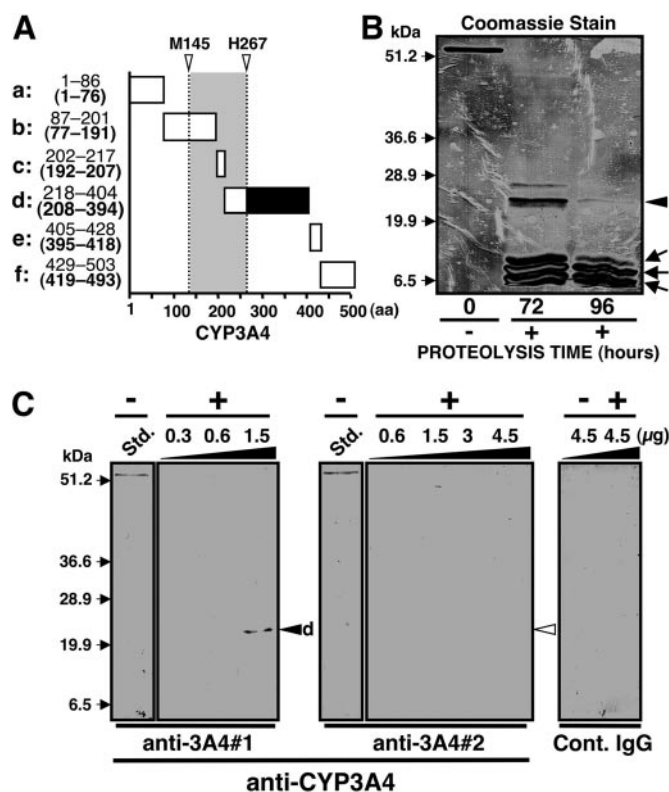 A
M145 H267
a: 1–86
(1–76)
b: 87–201
(77–191)
c: 202–217
(192–207)
d: 218–404
(208–394)
e: 405–428
(395–418)
f: 429–503
(419–493)
1 100 200 300 400 500 (aa)
CYP3A4
B
Coomassie Stain
kDa
51.2
36.6
28.9
19.9
6.5
0 72 96
- + +
PROTEOLYSIS TIME (hours)
C
- + - + - +
Std. 0.3 0.6 1.5 Std. 0.6 1.5 3 4.5 4.5 4.5 (µg)
kDa
51.2
36.6
28.9
19.9
6.5
d
anti-3A4#1 anti-3A4#2 Cont. IgG
anti-CYP3A4